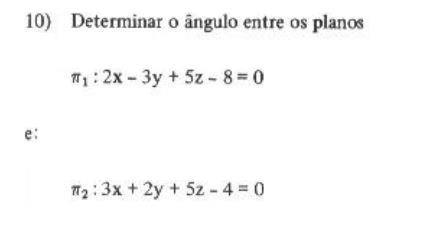 10) Determinar o ângulo entre os planos
π₁ : 2x – 3y + 5z – 8 = 0
e:
π₂ : 3x + 2y + 5z – 4 = 0